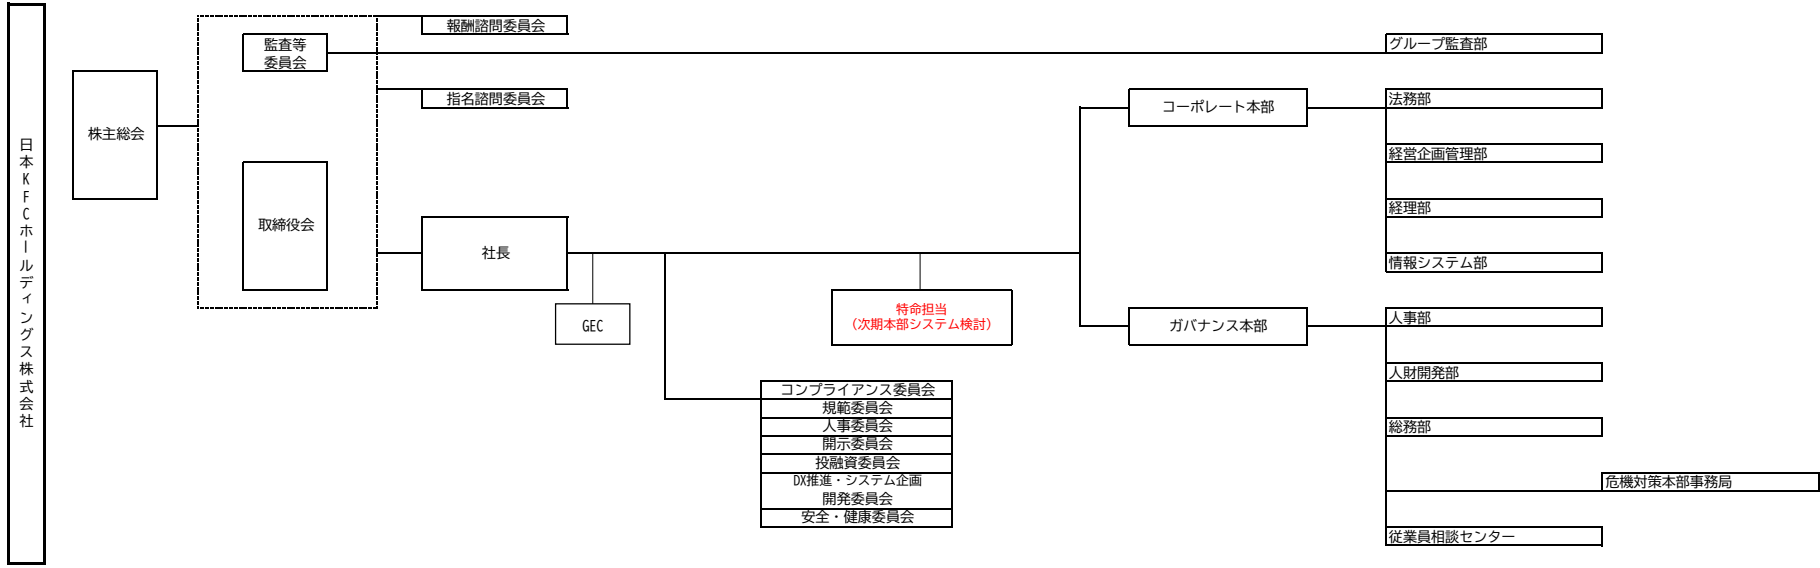 日本KFCホールディングス株式会社
株主総会
監査等
委員会
取締役会
報酬諮問委員会
指名諮問委員会
社長
GEC
特命担当
（次期本部システム検討）
コンプライアンス委員会
規範委員会
人事委員会
開示委員会
投融資委員会
DX推進・システム企画
開発委員会
安全・健康委員会
コーポレート本部
ガバナンス本部
グループ監査部
法務部
経営企画管理部
経理部
情報システム部
人事部
人財開発部
総務部
危機対策本部事務局
従業員相談センター